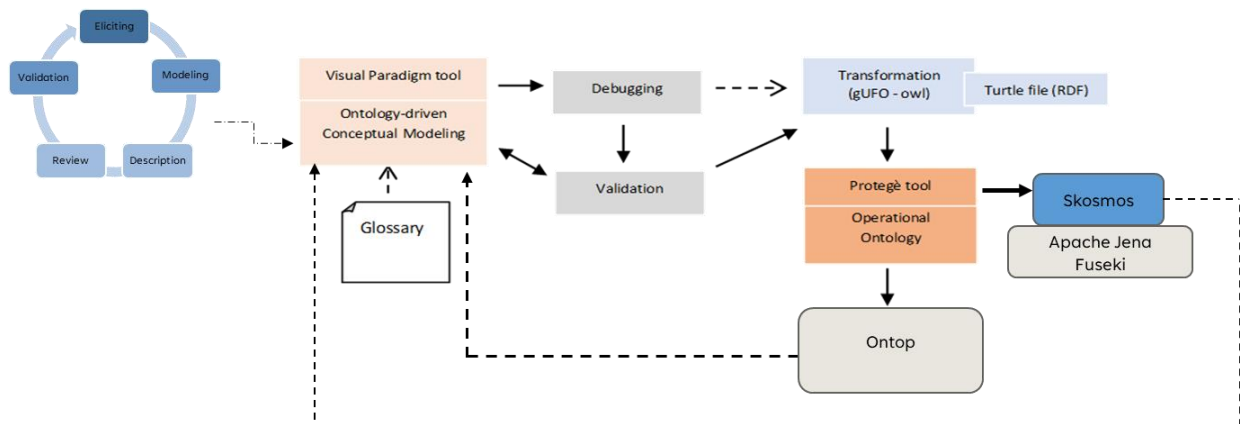 Eliciting
Validation
Modeling
Review
Description
Visual Paradigm tool
Ontology-driven
Conceptual Modeling
Glossary
Debugging
Validation
Transformation
(gUFO - owl)
Turtle file (RDF)
Protegè tool
Operational
Ontology
Skosmos
Apache Jena
Fuseki
Ontop